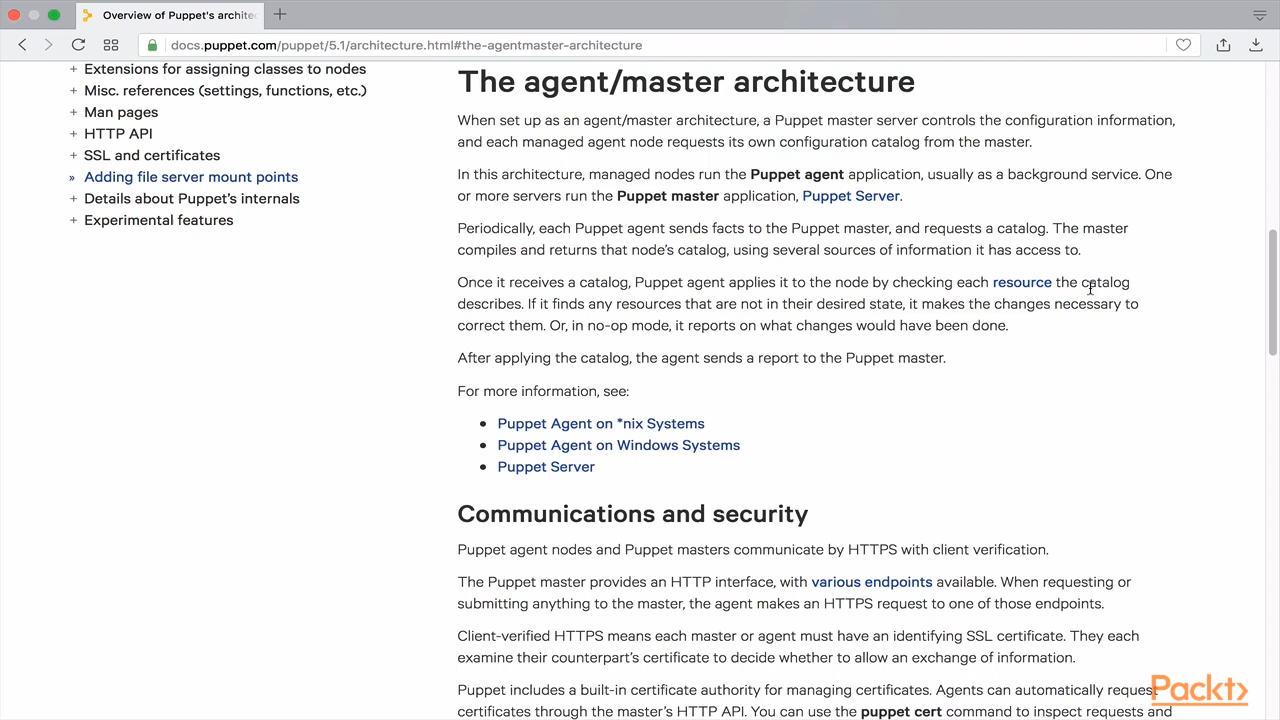 Overview of Puppet's archite
docs.puppet.com/puppet/5.1/architecture.html#the-agentmaster-architecture
+ Extensions for assigning classes to nodes
+ Misc. references (settings, functions, etc.)
+ Man pages
+ HTTP API
+ SSL and certificates
» Adding file server mount points
+ Details about Puppet's internals
+ Experimental features
The agent/master architecture
When set up as an agent/master architecture, a Puppet master server controls the configuration information,
and each managed agent node requests its own configuration catalog from the master.
In this architecture, managed nodes run the Puppet agent application, usually as a background service. One
or more servers run the Puppet master application, Puppet Server.
Periodically, each Puppet agent sends facts to the Puppet master, and requests a catalog. The master
compiles and returns that node's catalog, using several sources of information it has access to.
Once it receives a catalog, Puppet agent applies it to the node by checking each resource the catalog
describes. If it finds any resources that are not in their desired state, it makes the changes necessary to
correct them. Or, in no-op mode, it reports on what changes would have been done.
After applying the catalog, the agent sends a report to the Puppet master.
For more information, see:
• Puppet Agent on *nix Systems
• Puppet Agent on Windows Systems
• Puppet Server
Communications and security
Puppet agent nodes and Puppet masters communicate by HTTPS with client verification.
The Puppet master provides an HTTP interface, with various endpoints available. When requesting or
submitting anything to the master, the agent makes an HTTPS request to one of those endpoints.
Client-verified HTTPS means each master or agent must have an identifying SSL certificate. They each
examine their counterpart's certificate to decide whether to allow an exchange of information.
Puppet includes a built-in certificate authority for managing certificates. Agents can automatically request
certificates through the master's HTTP API. You can use the puppet cert command to inspect requests and
Packt>